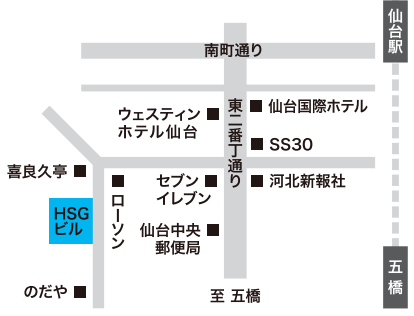 仙台駅
南町通り
ウェスティン
ホテル仙台
東二番丁通り
仙台国際ホテル
SS30
喜良久亭
ローソン
セブン
イレブン
河北新報社
HSG
ビル
仙台中央
郵便局
のだや
至 五橋
五橋